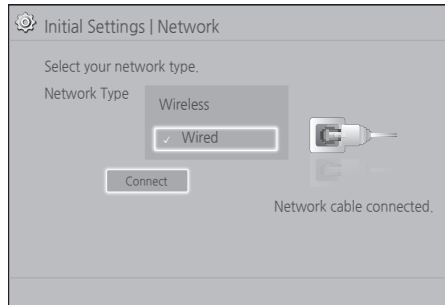 Initial Settings | Network
Select your network type.
Network Type
Wireless
✓ Wired
Connect
Network cable connected.